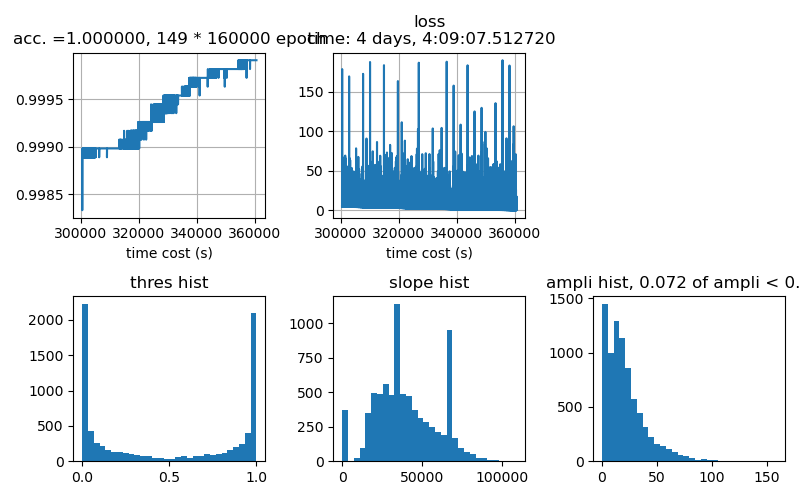 loss
acc. =1.000000, 149 * 160000 epoch
time: 4 days, 4:09:07.512720
0.9995
0.9990
0.9985
300000 320000 340000 360000
time cost (s)
150
100
50
0
300000 320000 340000 360000
time cost (s)
thres hist
2000
1500
1000
500
0
0.0 0.5 1.0
slope hist
1000
750
500
250
0
0 50000 100000
ampli hist, 0.072 of ampli < 0.
1500
1000
500
0
0 50 100 150